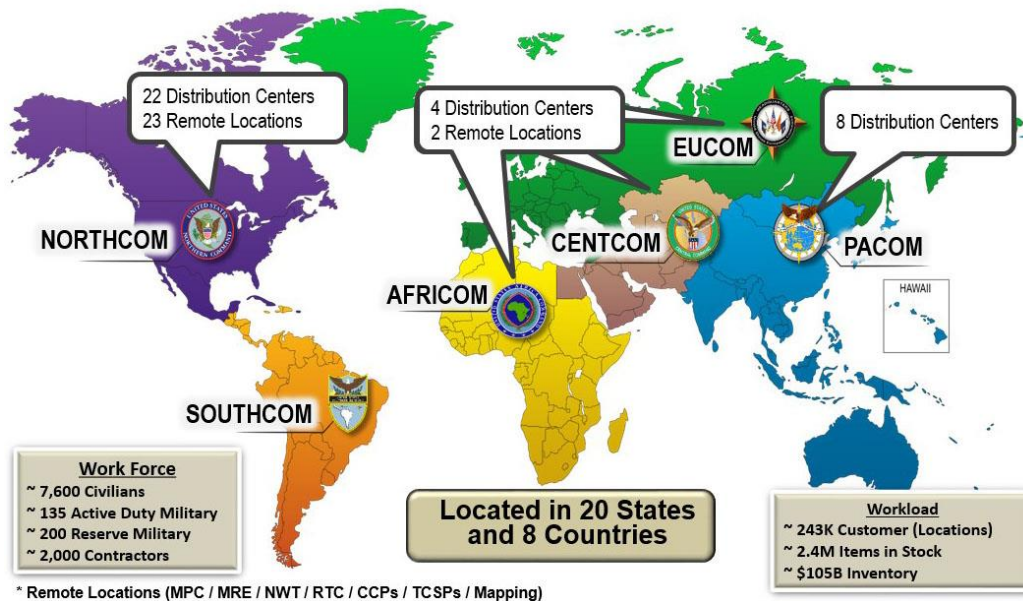 22 Distribution Centers
23 Remote Locations
4 Distribution Centers
2 Remote Locations
8 Distribution Centers
EUCOM
NORTHCOM
CENTCOM
PACOM
AFRICOM
HAWAII
SOUTHCOM
Work Force
~ 7,600 Civilians
~ 135 Active Duty Military
~ 200 Reserve Military
~ 2,000 Contractors
Located in 20 States
and 8 Countries
Workload
~ 243K Customer (Locations)
~ 2.4M Items in Stock
~ $105B Inventory
* Remote Locations (MPC / MRE / NWT / RTC / CCPs / TCSPs / Mapping)